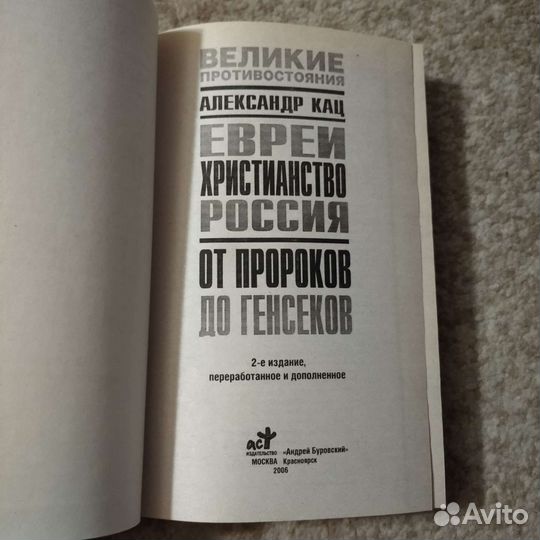 ВЕЛИКИЕ
ПРОТИВОСТОЯНИЯ
АЛЕКСАНДР КАЦ
ЕВРЕИ
ХРИСТИАНСТВО
РОССИЯ
ОТ ПРОРОКОВ
ДО ГЕНСЕКОВ
2-е издание,
переработанное и дополненное
аст
ИЗДАТЕЛЬСТВО «Андрей Буровский»
МОСКВА Красноярск
2006
Avito